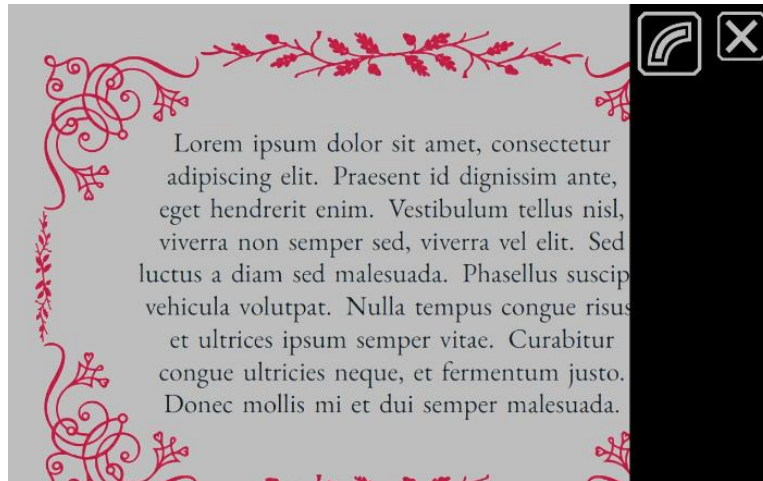 Lorem ipsum dolor sit amet, consectetur
adipiscing elit. Praesent id dignissim ante,
eget hendrerit enim. Vestibulum tellus nisl,
viverra non semper sed, viverra vel elit. Sed
luctus a diam sed malesuada. Phasellus suscip
vehicula volutpat. Nulla tempus congue risus
et ultrices ipsum semper vitae. Curabitur
congue ultricies neque, et fermentum justo.
Donec mollis mi et dui semper malesuada.